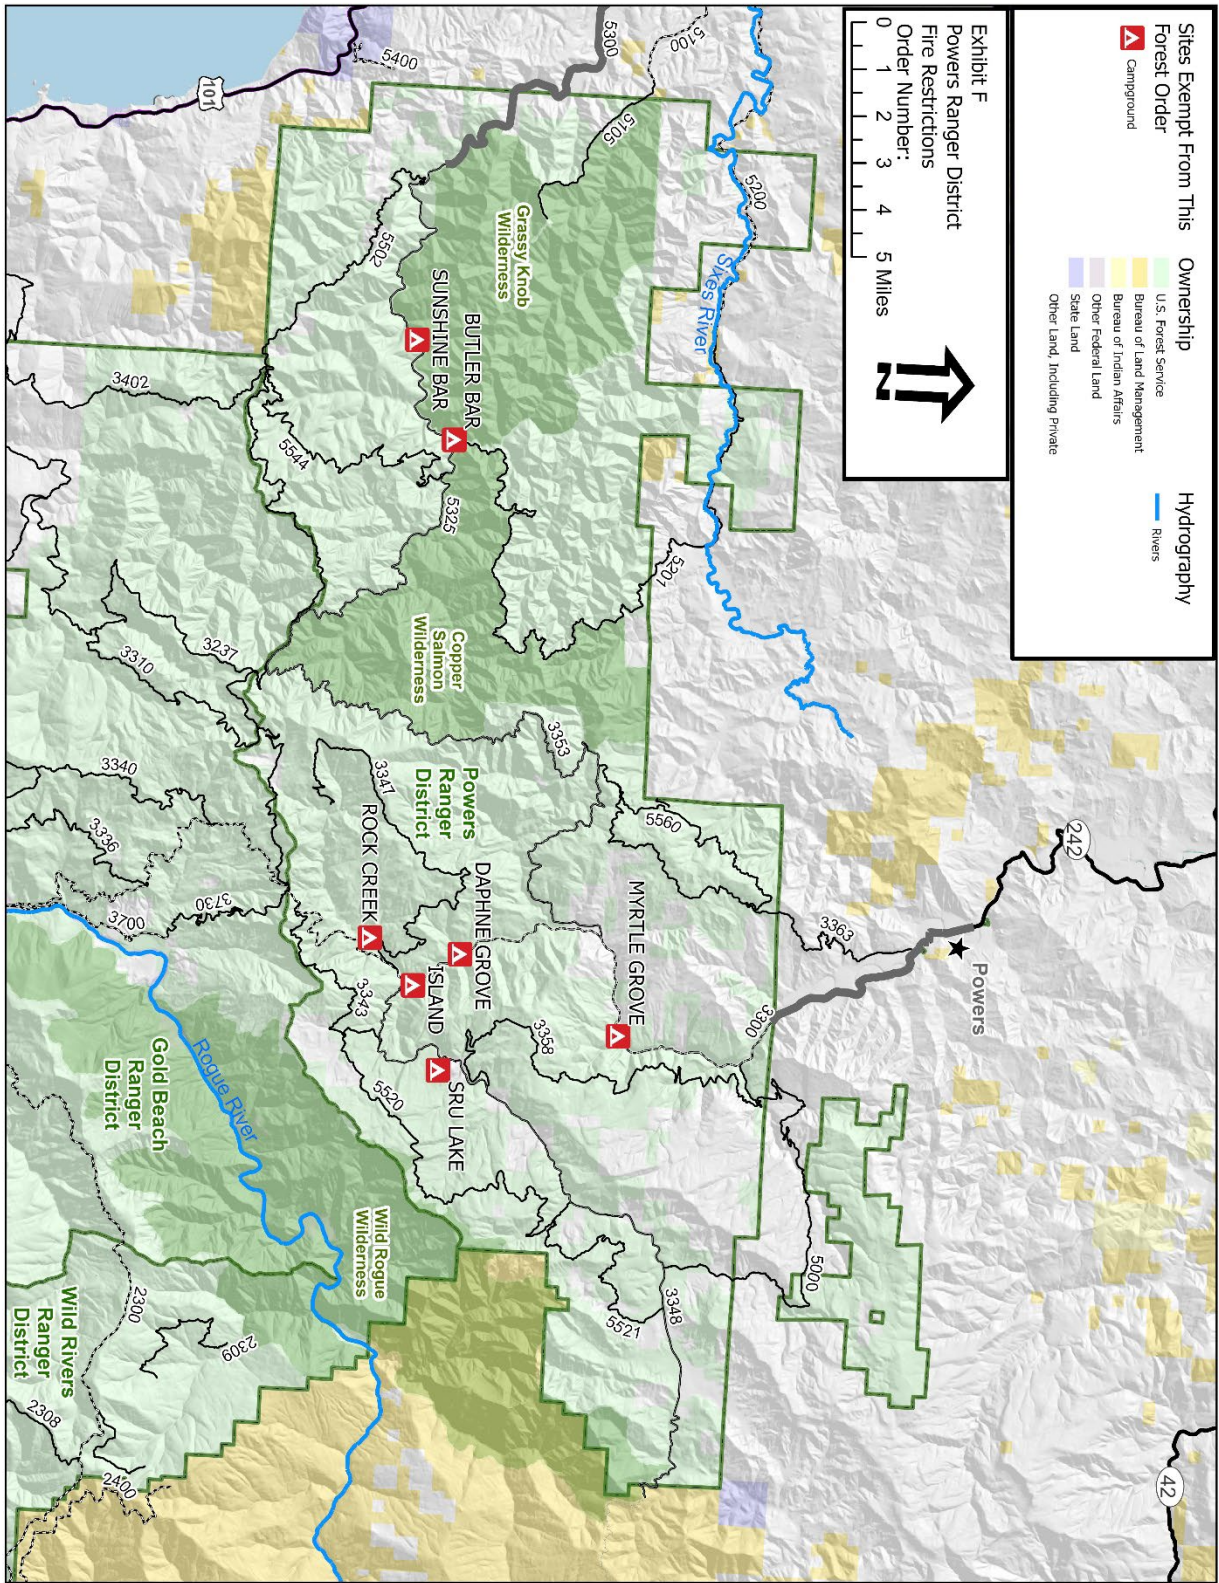 Sites Exempt From This
Forest Order
Campground
Ownership
U.S. Forest Service
Bureau of Land Management
Bureau of Indian Affairs
Other Federal Land
State Land
Other Land, Including Private
Hydrography
Rivers
Exhibit F
Powers Ranger District
Fire Restrictions
Order Number:
0 1 2 3 4 5 Miles
N
5300
5100
5400
101
5105
5200
Sixes River
Grassy Knob
Wilderness
5502
BUTLER BAR
SUNSHINE BAR
3402
5544
5325
5201
Copper
Salmon
Wilderness
3237
3310
3353
3340
3347
Powers
Ranger
District
5560
242
3336
ROCK CREEK
DAPHNE GROVE
MYRTLE GROVE
3363
Powers
3730
3700
ISLAND
3343
3300
3358
SRU LAKE
5520
Rogue River
Gold Beach
Ranger
District
Wild Rogue
Wilderness
5000
3348
5521
2300
2309
Wild Rivers
Ranger
District
2308
2400
42